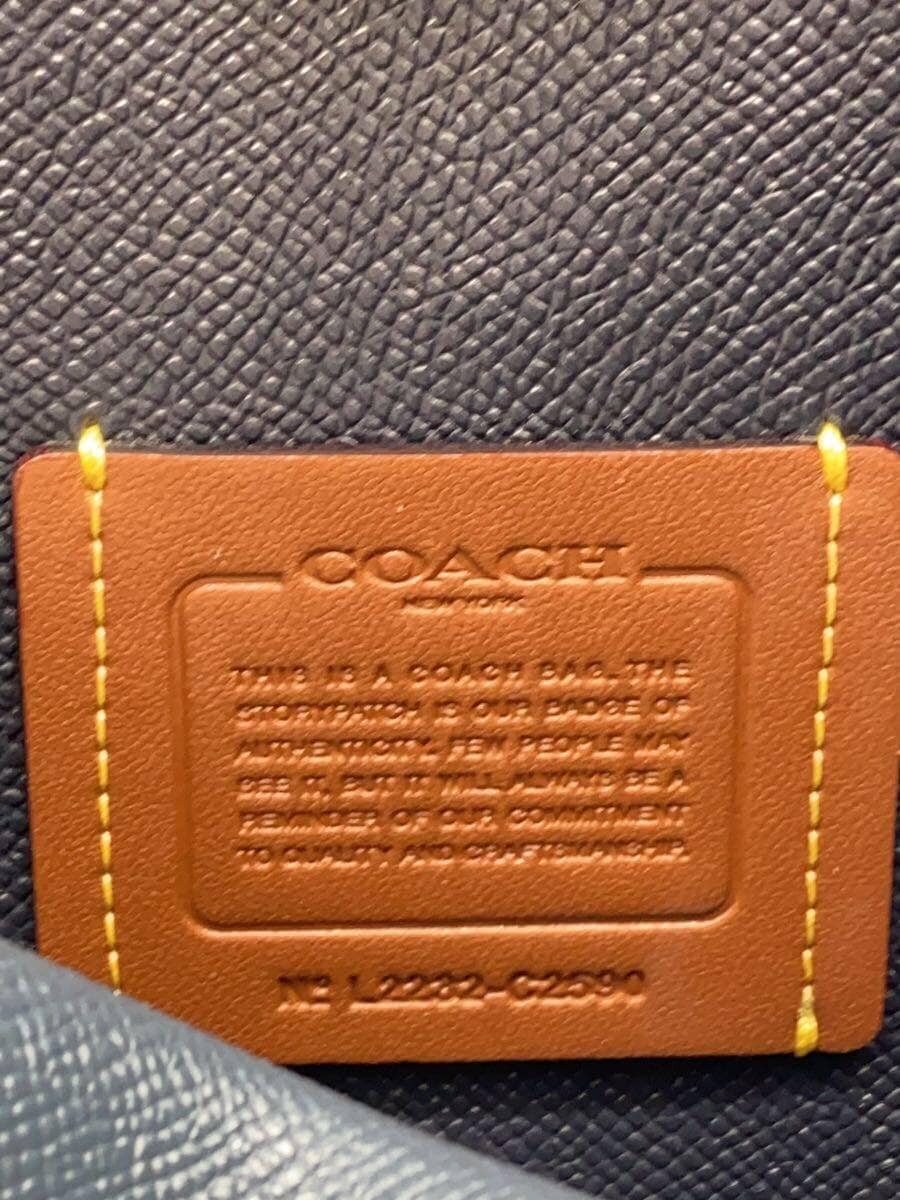 COACH
NEW YORK
THIS IS A COACH BAG. THE
STORYPATCH IS OUR BADGE OF
AUTHENTICITY. FEW PEOPLE MAY
SEE IT, BUT IT WILL ALWAYS BE A
REMINDER OF OUR COMMITMENT
TO QUALITY AND CRAFTSMANSHIP.
Nº L2232-C2590